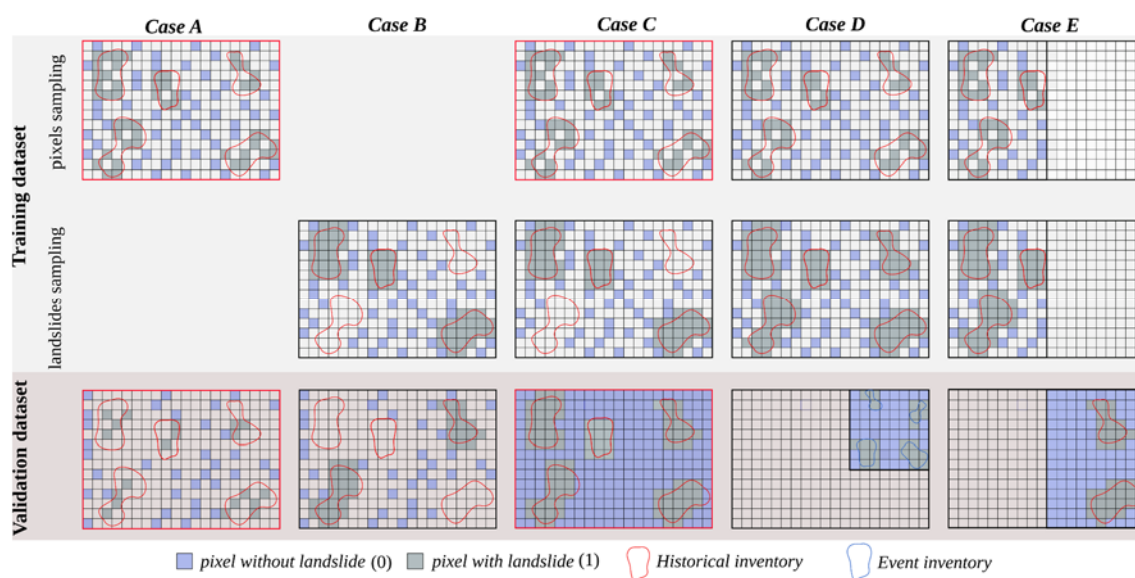 Case A
Case B
Case C
Case D
Case E
Training dataset
pixels sampling
landslides sampling
Validation dataset
pixel without landslide (0)
pixel with landslide (1)
Historical inventory
Event inventory